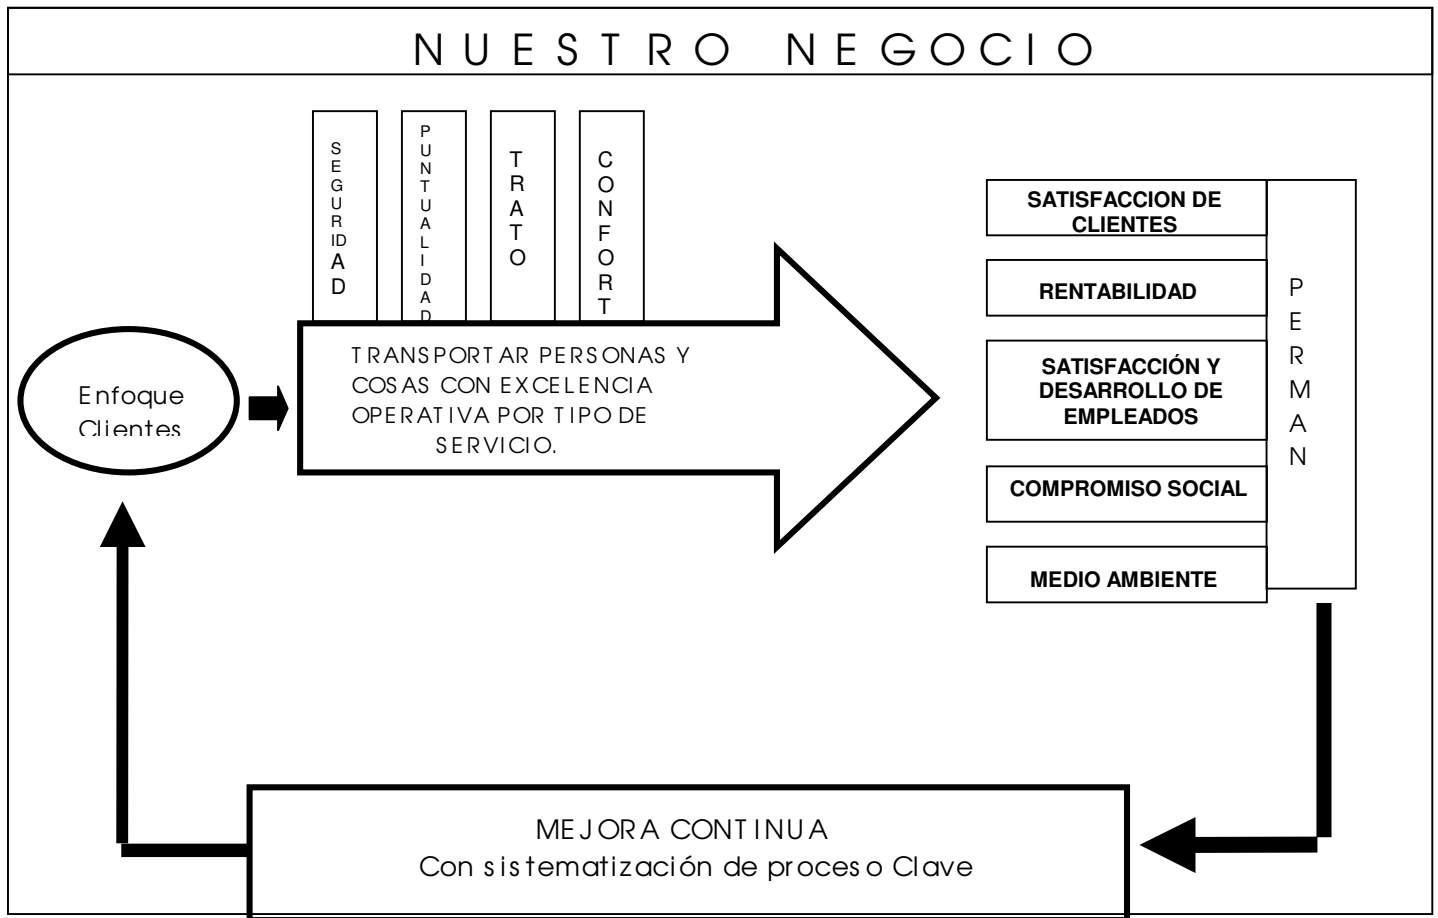 NUESTRO NEGOCIO
SEGURIDAD
PUNTUALIDAD
TRATO
CONFORT
Enfoque
Clientes
TRANSPORTAR PERSONAS Y
COSAS CON EXCELENCIA
OPERATIVA POR TIPO DE
SERVICIO.
SATISFACCION DE
CLIENTES
RENTABILIDAD
SATISFACCIÓN Y
DESARROLLO DE
EMPLEADOS
COMPROMISO SOCIAL
MEDIO AMBIENTE
PERMAN
MEJORA CONTINUA
Con sistematización de proceso Clave